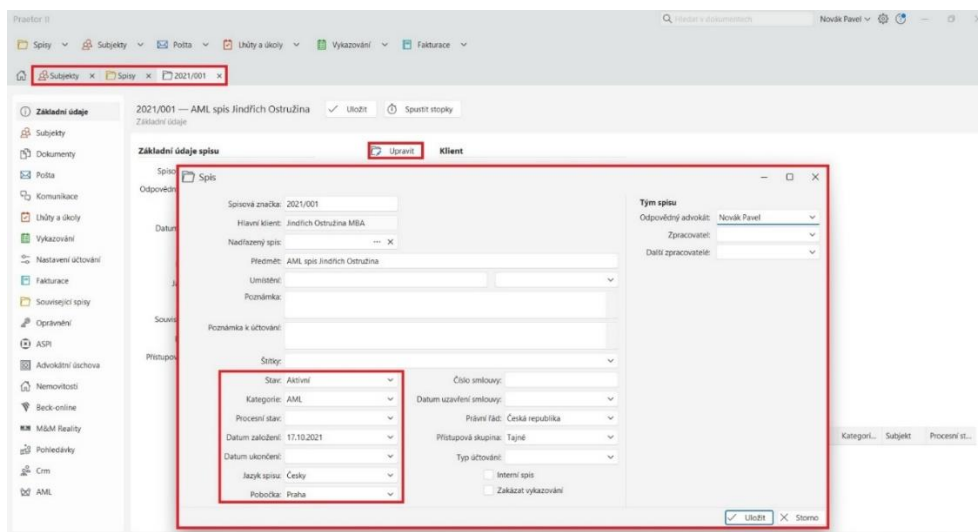 Praetor II Hledat v dokumentech Novák Pavel
Spisy Subjekty Pošta Lhůty a úkoly Vykazování Fakturace
Subjekty Spisy 2021/001
Základní údaje
Subjekty
Dokumenty
Pošta
Komunikace
Lhůty a úkoly
Vykazování
Nastavení účtování
Fakturace
Související spisy
Oprávnění
ASPI
Advokátní úschova
Nemovitosti
Beck-online
M&M Reality
Pohledávky
Crm
AML
2021/001 — AML spis Jindřich Ostružina Uložit Spustit stopky
Základní údaje
Základní údaje spisu Upravit Klient
Spiso
Odpovědn
Datum
Souvis
Přístupov
Spis
Spisová značka: 2021/001
Hlavní klient: Jindřich Ostružina MBA
Nadřazený spis:
Předmět: AML spis Jindřich Ostružina
Umístění:
Poznámka:
Poznámka k účtování:
Štítky:
Stav: Aktivní
Kategorie: AML
Procesní stav:
Datum založení: 17.10.2021
Datum ukončení:
Jazyk spisu: Česky
Pobočka: Praha
Číslo smlouvy:
Datum uzavření smlouvy:
Právní řád: Česká republika
Přístupová skupina: Tajné
Typ účtování:
Interní spis
Zakázat vykazování
Tým spisu
Odpovědný advokát: Novák Pavel
Zpracovatel:
Další zpracovatelé:
Kategori... Subjekt Procesní st...
Uložit Storno